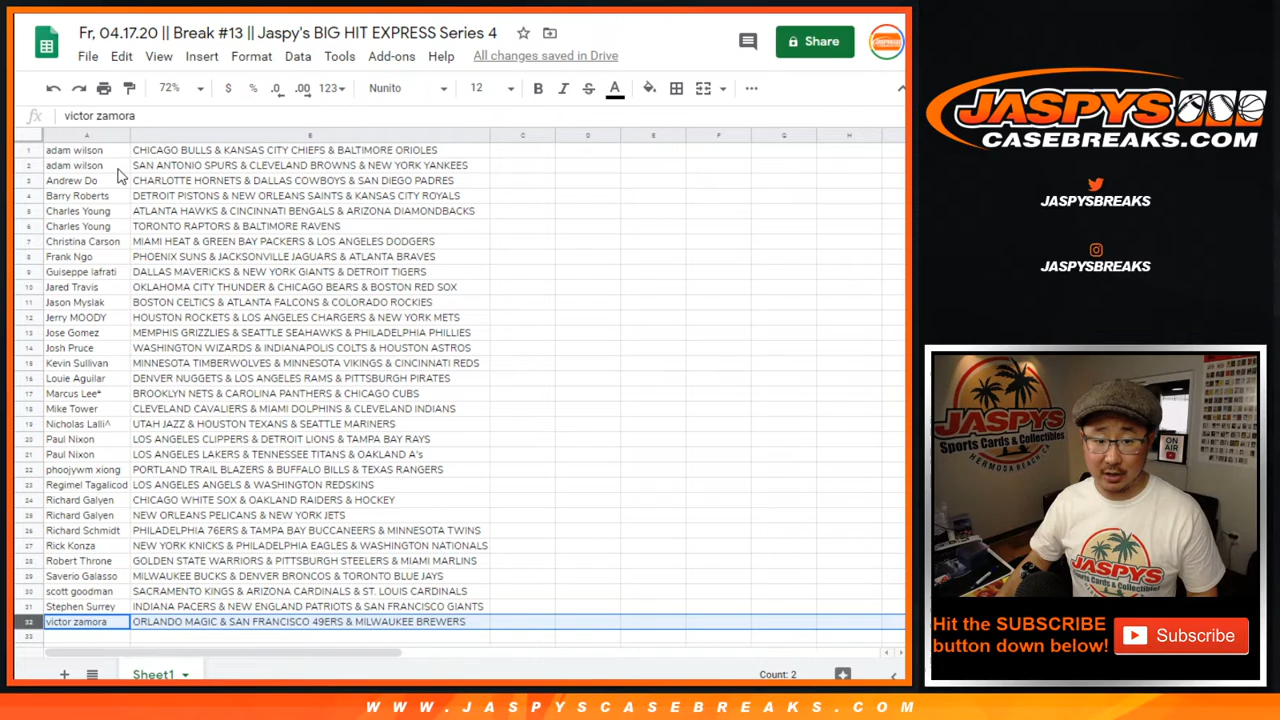 Fr, 04.17.20 || Break #13 || Jaspy's BIG HIT EXPRESS Series 4
Share
File Edit View Insert Format Data Tools Add-ons Help All changes saved in Drive
72% $ % .0 .00 123 Nunito 12 B I S A
fx victor zamora
A B C D E F G H
1 adam wilson CHICAGO BULLS & KANSAS CITY CHIEFS & BALTIMORE ORIOLES
2 adam wilson SAN ANTONIO SPURS & CLEVELAND BROWNS & NEW YORK YANKEES
3 Andrew Do CHARLOTTE HORNETS & DALLAS COWBOYS & SAN DIEGO PADRES
4 Barry Roberts DETROIT PISTONS & NEW ORLEANS SAINTS & KANSAS CITY ROYALS
5 Charles Young ATLANTA HAWKS & CINCINNATI BENGALS & ARIZONA DIAMONDBACKS
6 Charles Young TORONTO RAPTORS & BALTIMORE RAVENS
7 Christina Carson MIAMI HEAT & GREEN BAY PACKERS & LOS ANGELES DODGERS
8 Frank Ngo PHOENIX SUNS & JACKSONVILLE JAGUARS & ATLANTA BRAVES
9 Guiseppe Iafrati DALLAS MAVERICKS & NEW YORK GIANTS & DETROIT TIGERS
10 Jared Travis OKLAHOMA CITY THUNDER & CHICAGO BEARS & BOSTON RED SOX
11 Jason Myslak BOSTON CELTICS & ATLANTA FALCONS & COLORADO ROCKIES
12 Jerry MOODY HOUSTON ROCKETS & LOS ANGELES CHARGERS & NEW YORK METS
13 Jose Gomez MEMPHIS GRIZZLIES & SEATTLE SEAHAWKS & PHILADELPHIA PHILLIES
14 Josh Pruce WASHINGTON WIZARDS & INDIANAPOLIS COLTS & HOUSTON ASTROS
15 Kevin Sullivan MINNESOTA TIMBERWOLVES & MINNESOTA VIKINGS & CINCINNATI REDS
16 Louie Aguilar DENVER NUGGETS & LOS ANGELES RAMS & PITTSBURGH PIRATES
17 Marcus Lee* BROOKLYN NETS & CAROLINA PANTHERS & CHICAGO CUBS
18 Mike Tower CLEVELAND CAVALIERS & MIAMI DOLPHINS & CLEVELAND INDIANS
19 Nicholas Lalli^ UTAH JAZZ & HOUSTON TEXANS & SEATTLE MARINERS
20 Paul Nixon LOS ANGELES CLIPPERS & DETROIT LIONS & TAMPA BAY RAYS
21 Paul Nixon LOS ANGELES LAKERS & TENNESSEE TITANS & OAKLAND A's
22 phoojywm xiong PORTLAND TRAIL BLAZERS & BUFFALO BILLS & TEXAS RANGERS
23 Regimel Tagalicod LOS ANGELES ANGELS & WASHINGTON REDSKINS
24 Richard Galyen CHICAGO WHITE SOX & OAKLAND RAIDERS & HOCKEY
25 Richard Galyen NEW ORLEANS PELICANS & NEW YORK JETS
26 Richard Schmidt PHILADELPHIA 76ERS & TAMPA BAY BUCCANEERS & MINNESOTA TWINS
27 Rick Konza NEW YORK KNICKS & PHILADELPHIA EAGLES & WASHINGTON NATIONALS
28 Robert Throne GOLDEN STATE WARRIORS & PITTSBURGH STEELERS & MIAMI MARLINS
29 Saverio Galasso MILWAUKEE BUCKS & DENVER BRONCOS & TORONTO BLUE JAYS
30 scott goodman SACRAMENTO KINGS & ARIZONA CARDINALS & ST. LOUIS CARDINALS
31 Stephen Surrey INDIANA PACERS & NEW ENGLAND PATRIOTS & SAN FRANCISCO GIANTS
32 victor zamora ORLANDO MAGIC & SAN FRANCISCO 49ERS & MILWAUKEE BREWERS
33
Sheet1 Count: 2
JASPYS
CASEBREAKS.COM
JASPYSBREAKS
JASPYSBREAKS
JASPYS
Sports Cards & Collectibles
HERMOSA BEACH, CA
ON AIR
JASPYS
Hit the SUBSCRIBE
button down below!
Subscribe
WWW.JASPYSCASEBREAKS.COM